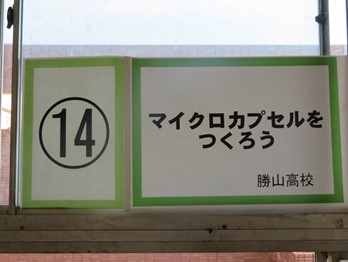 ⑭
マイクロカプセルを
つくろう
勝山高校